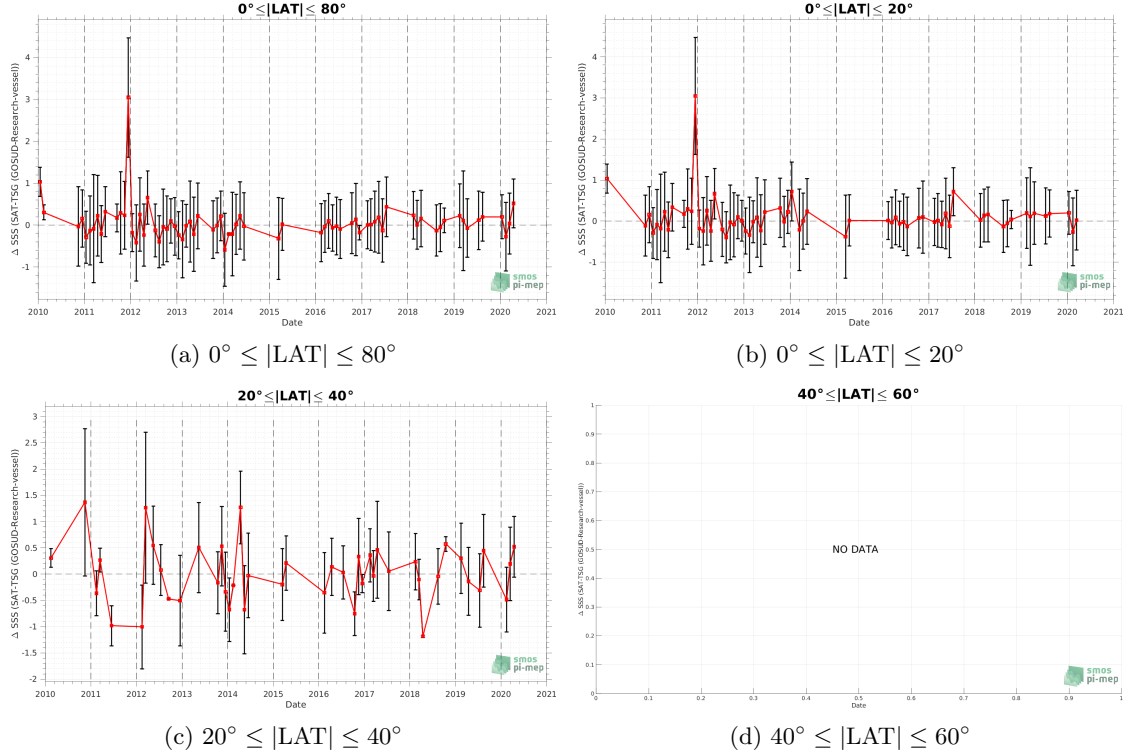 0°≤|LAT|≤ 80°
Δ SSS (SAT-TSG (GOSUD-Research-vessel))
4
3
2
1
0
-1
2010 2011 2012 2013 2014 2015 2016 2017 2018 2019 2020 2021
Date
smos
pi-mep
(a) 0° ≤ |LAT| ≤ 80°
0°≤|LAT|≤ 20°
Δ SSS (SAT-TSG (GOSUD-Research-vessel))
4
3
2
1
0
-1
2010 2011 2012 2013 2014 2015 2016 2017 2018 2019 2020 2021
Date
smos
pi-mep
(b) 0° ≤ |LAT| ≤ 20°
20°≤|LAT|≤ 40°
Δ SSS (SAT-TSG (GOSUD-Research-vessel))
3
2.5
2
1.5
1
0.5
0
-0.5
-1
-1.5
-2
2010 2011 2012 2013 2014 2015 2016 2017 2018 2019 2020 2021
Date
smos
pi-mep
(c) 20° ≤ |LAT| ≤ 40°
40°≤|LAT|≤ 60°
Δ SSS (SAT-TSG (GOSUD-Research-vessel))
1
0.9
0.8
0.7
0.6
0.5
0.4
0.3
0.2
0.1
0
NO DATA
0 0.1 0.2 0.3 0.4 0.5 0.6 0.7 0.8 0.9 1
Date
smos
pi-mep
(d) 40° ≤ |LAT| ≤ 60°